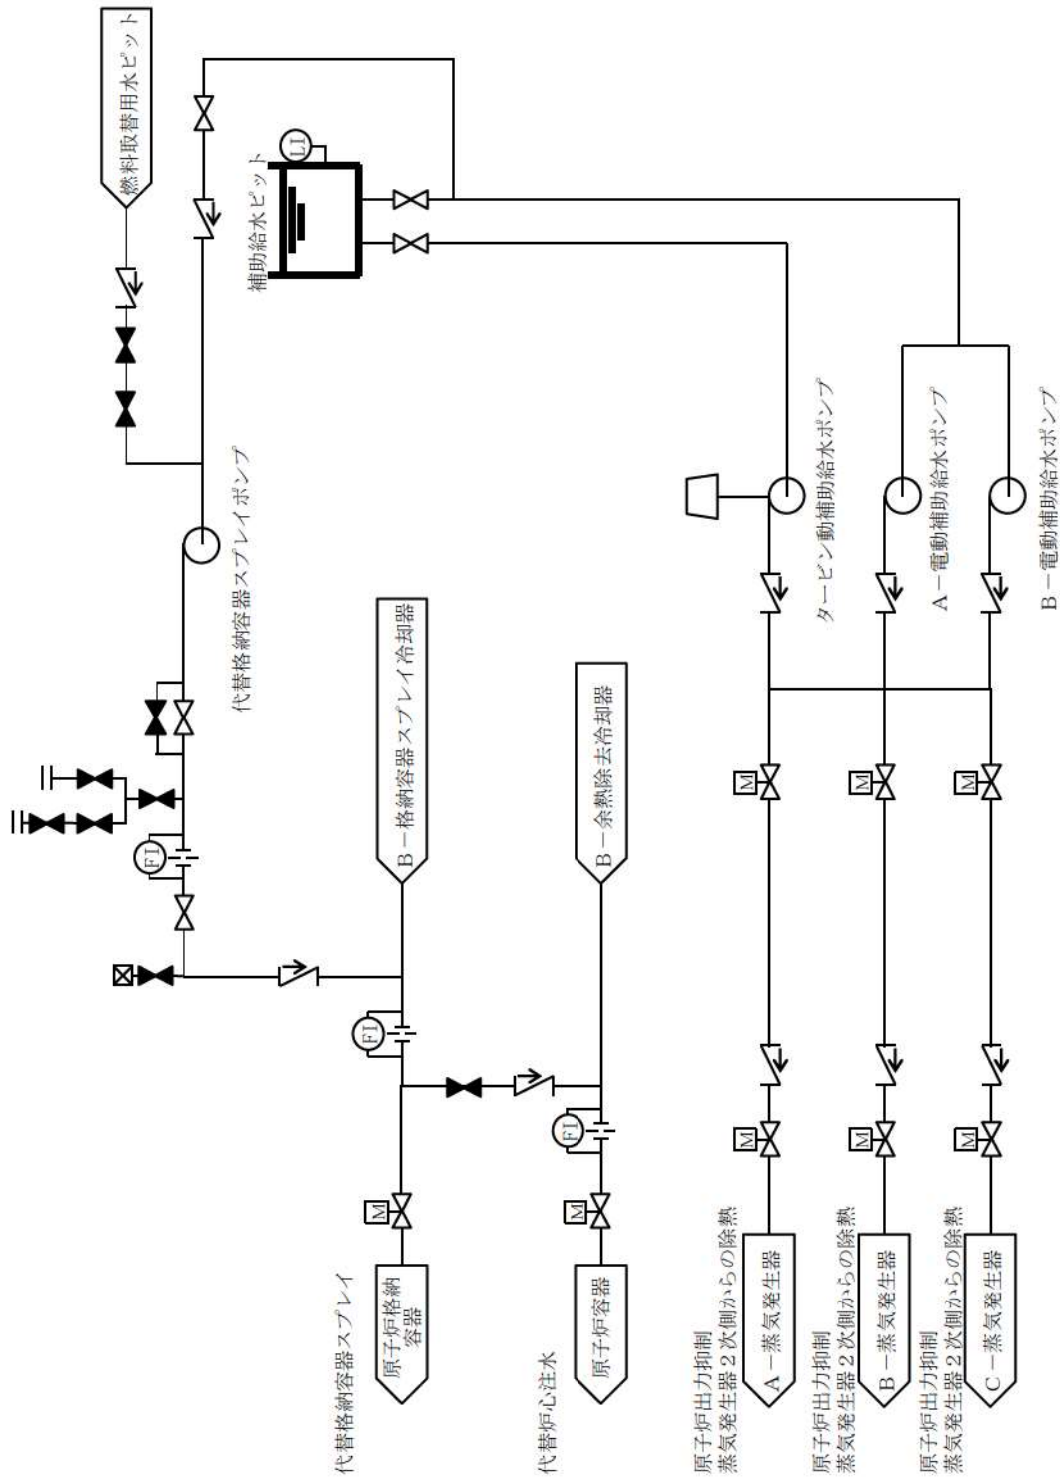 代替格納容器スプレイ
原子炉格納
容器
FI
M
B－格納容器スプレイ冷却器
FI
代替格納容器スプレイポンプ
燃料取替用水ピット
補助給水ピット
LI
代替炉心注水
原子炉容器
M
FI
B－余熱除去冷却器
原子炉出力抑制
蒸気発生器２次側からの除熱
A－蒸気発生器
M
M
タービン動補助給水ポンプ
原子炉出力抑制
蒸気発生器２次側からの除熱
B－蒸気発生器
M
M
A－電動補助給水ポンプ
原子炉出力抑制
蒸気発生器２次側からの除熱
C－蒸気発生器
M
M
B－電動補助給水ポンプ